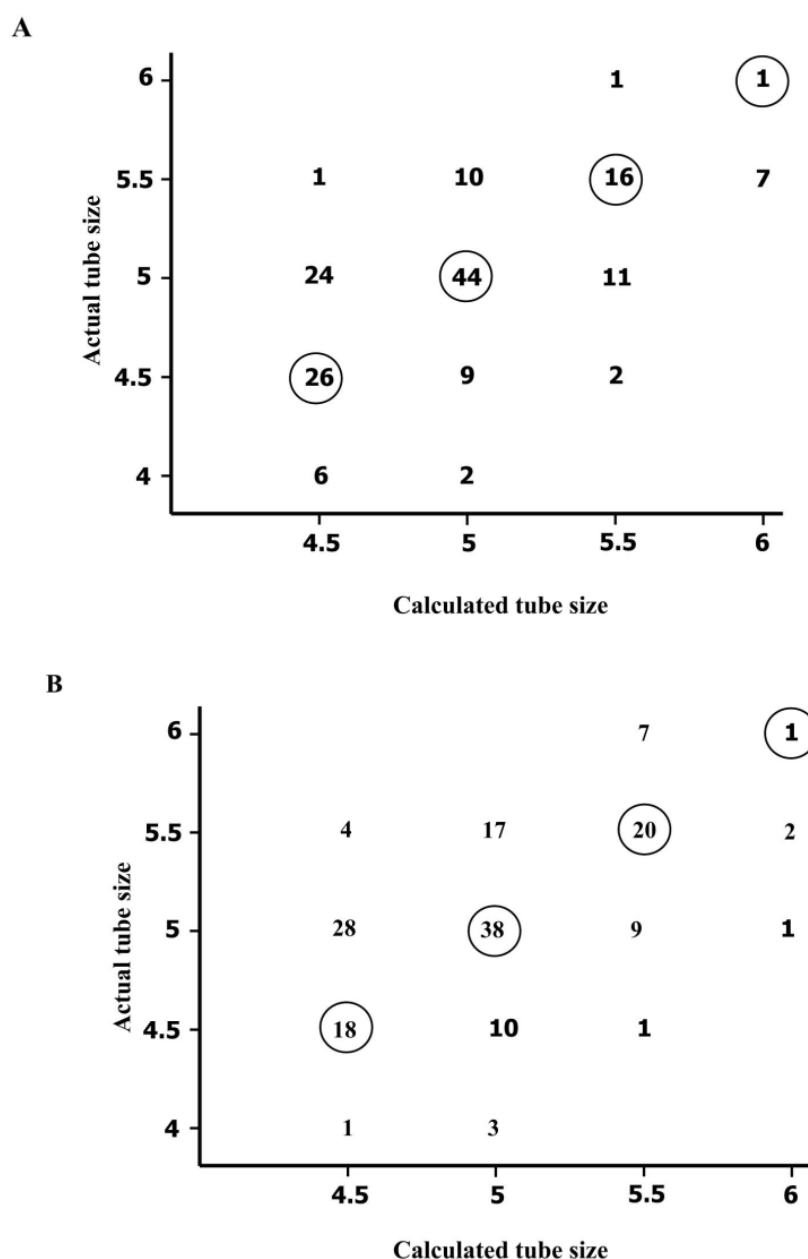 A
6 1 1
5.5 1 10 16 7
Actual tube size
5 24 44 11
4.5 26 9 2
4 6 2
4.5 5 5.5 6
Calculated tube size
B
6 7 1
5.5 4 17 20 2
Actual tube size
5 28 38 9 1
4.5 18 10 1
4 1 3
4.5 5 5.5 6
Calculated tube size